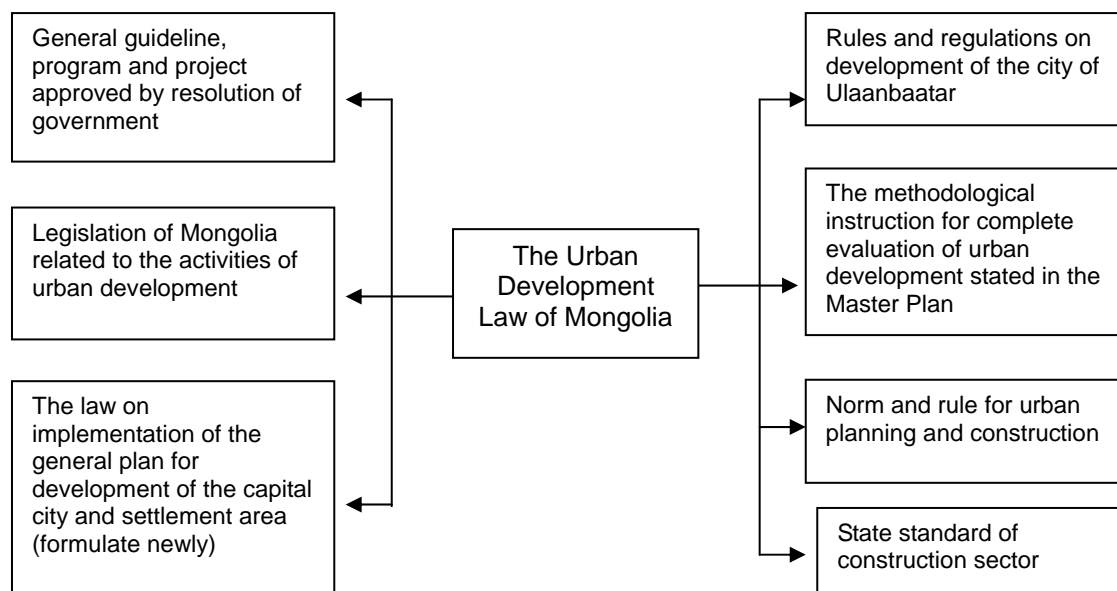 General guideline,
program and project
approved by resolution of
government
Legislation of Mongolia
related to the activities of
urban development
The law on
implementation of the
general plan for
development of the capital
city and settlement area
(formulate newly)
The Urban
Development
Law of Mongolia
Rules and regulations on
development of the city of
Ulaanbaatar
The methodological
instruction for complete
evaluation of urban
development stated in the
Master Plan
Norm and rule for urban
planning and construction
State standard of
construction sector